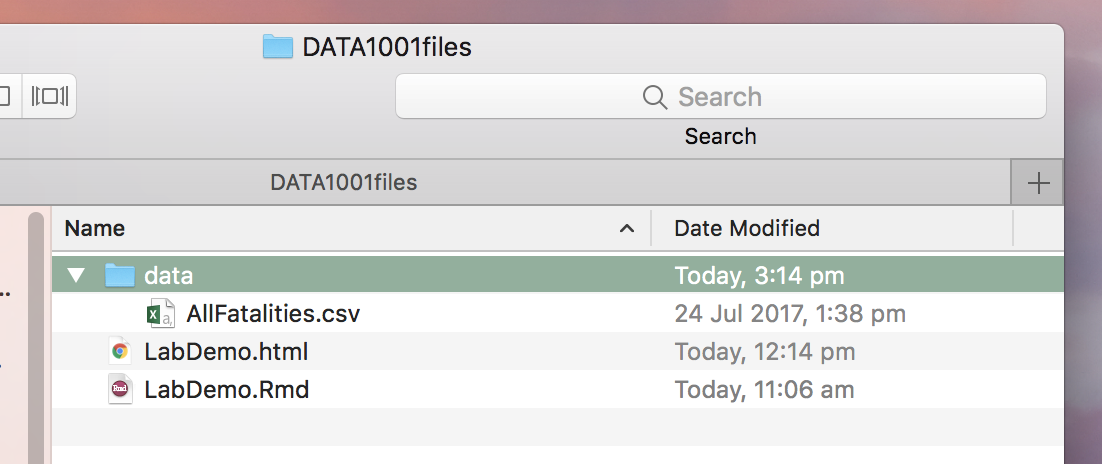 DATA1001files
Search
Search
DATA1001files
Name Date Modified
data Today, 3:14 pm
AllFatalities.csv 24 Jul 2017, 1:38 pm
LabDemo.html Today, 12:14 pm
Rmd LabDemo.Rmd Today, 11:06 am